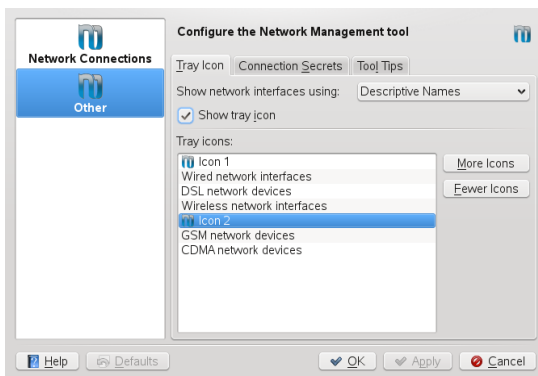 Configure the Network Management tool
Network Connections
Other
Tray Icon
Connection Secrets
Tool Tips
Show network interfaces using:
Descriptive Names
Show tray icon
Tray icons:
Icon 1
Wired network interfaces
DSL network devices
Wireless network interfaces
Icon 2
GSM network devices
CDMA network devices
More Icons
Fewer Icons
Help
Defaults
OK
Apply
Cancel